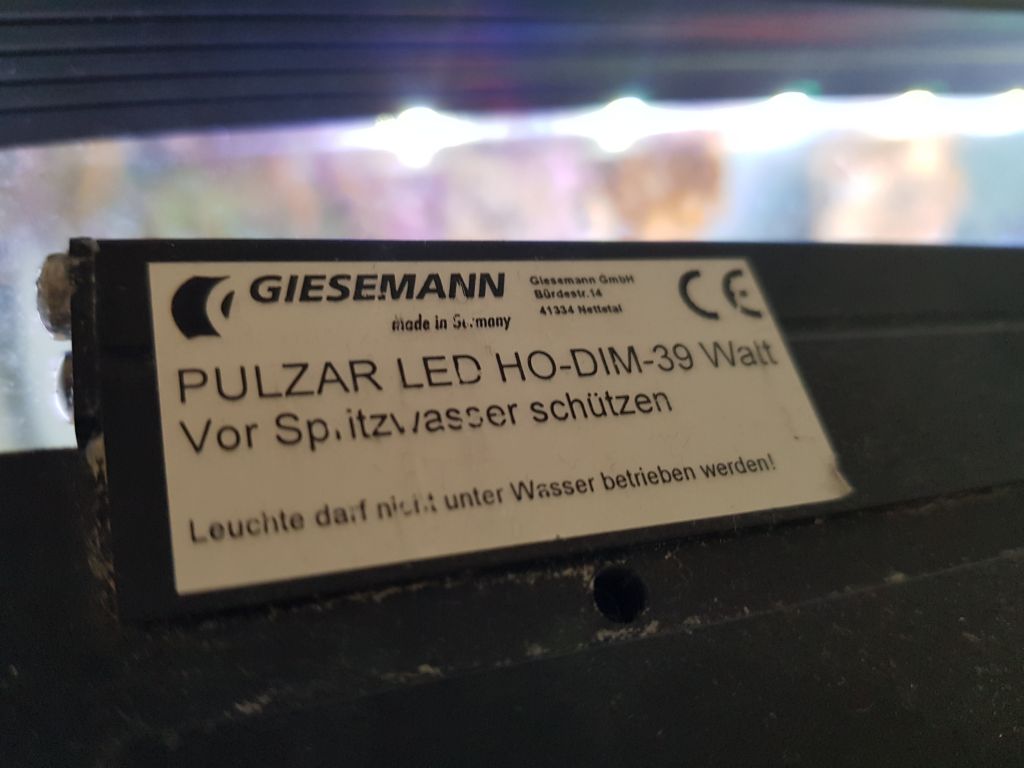 GIESEMANN
made in Germany
Giesemann GmbH
Bürdestr.14
41334 Nettetal
CE
PULZAR LED HO-DIM-39 Watt
Vor Spritzwasser schützen
Leuchte darf nicht unter Wasser betrieben werden!